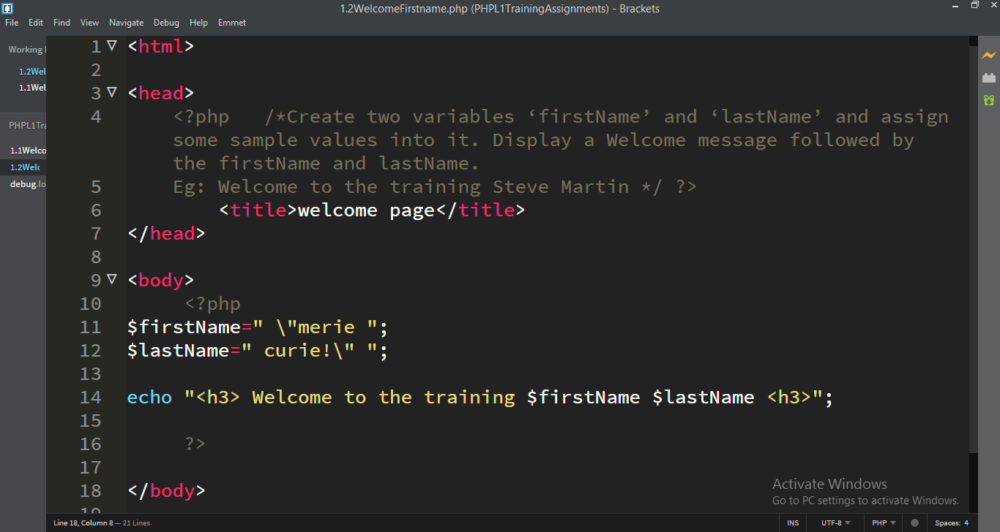 1.2WelcomeFirstname.php (PHPL1TrainingAssignments) - Brackets
File Edit Find View Navigate Debug Help Emmet
Working
1.2Wel
1.1Wel
PHPL1Tra
1.1Welco
1.2Welc
debug.lo
1 <html>
2
3 <head>
4 <?php /*Create two variables ‘firstName’ and ‘lastName’ and assign
some sample values into it. Display a Welcome message followed by
the firstName and lastName.
5 Eg: Welcome to the training Steve Martin */ ?>
6 <title>welcome page</title>
7 </head>
8
9 <body>
10 <?php
11 $firstName=" \"merie ";
12 $lastName=" curie!\" ";
13
14 echo "<h3> Welcome to the training $firstName $lastName <h3>";
15
16 ?>
17
18 </body>
Activate Windows
Go to PC settings to activate Windows.
Line 18, Column 8 — 21 Lines
INS UTF-8 PHP Spaces: 4